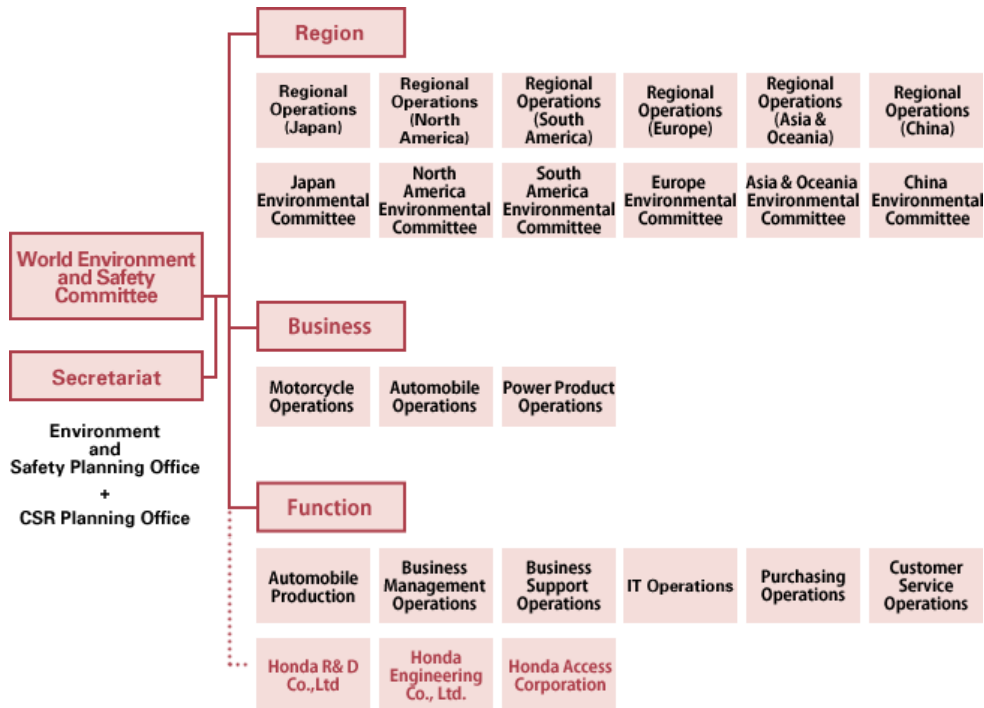 Region
Regional
Operations
(Japan)
Regional
Operations
(North
America)
Regional
Operations
(South
America)
Regional
Operations
(Europe)
Regional
Operations
(Asia &
Oceania)
Regional
Operations
(China)
Japan
Environmental
Committee
North
America
Environmental
Committee
South
America
Environmental
Committee
Europe
Environmental
Committee
Asia & Oceania
Environmental
Committee
China
Environmental
Committee
World Environment
and Safety
Committee
Secretariat
Environment
and
Safety Planning Office
+
CSR Planning Office
Business
Motorcycle
Operations
Automobile
Operations
Power Product
Operations
Function
Automobile
Production
Business
Management
Operations
Business
Support
Operations
IT Operations
Purchasing
Operations
Customer
Service
Operations
Honda R& D
Co.,Ltd
Honda
Engineering
Co., Ltd.
Honda Access
Corporation